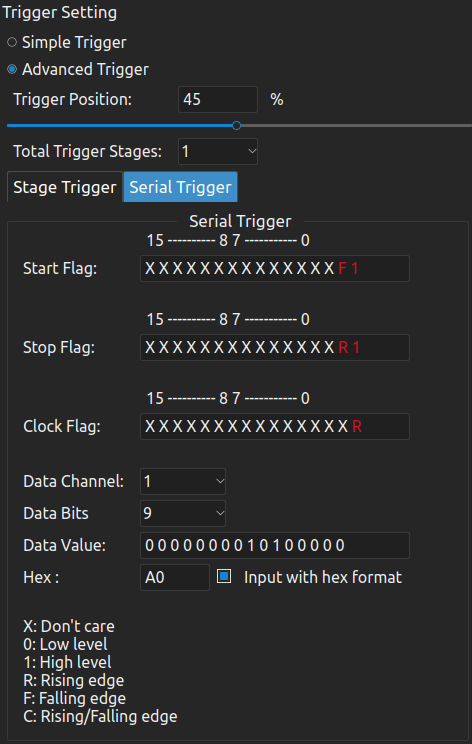 Trigger Setting
Simple Trigger
Advanced Trigger
Trigger Position: 45 %
Total Trigger Stages: 1
Stage Trigger Serial Trigger
Serial Trigger
15 ---------- 8 7 ----------- 0
Start Flag: X X X X X X X X X X X X X X F 1
15 ---------- 8 7 ----------- 0
Stop Flag: X X X X X X X X X X X X X X R 1
15 ---------- 8 7 ----------- 0
Clock Flag: X X X X X X X X X X X X X X X R
Data Channel: 1
Data Bits 9
Data Value: 0 0 0 0 0 0 0 0 1 0 1 0 0 0 0 0
Hex : A0 Input with hex format
X: Don't care
0: Low level
1: High level
R: Rising edge
F: Falling edge
C: Rising/Falling edge